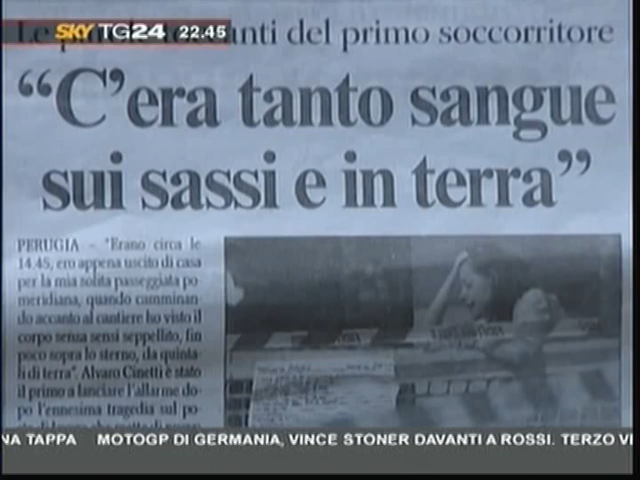 SKY TG24 22.45
del primo soccorritore
“C’era tanto sangue
sui sassi e in terra”
PERUGIA – "Erano circa le
14.45, ero appena uscito di casa
per la mia solita passeggiata po-
meridiana, quando cammman-
do accanto al cantiere ho visto il
corpo senza sensi seppellito, fin
poco sopra lo sterno, da quinta-
li di terra". Alvaro Cinetti è stato
il primo a lanciare l'allarme do-
po l'ennesima tragedia sul po-
NA TAPPA MOTOGP DI GERMANIA, VINCE STONER DAVANTI A ROSSI. TERZO V